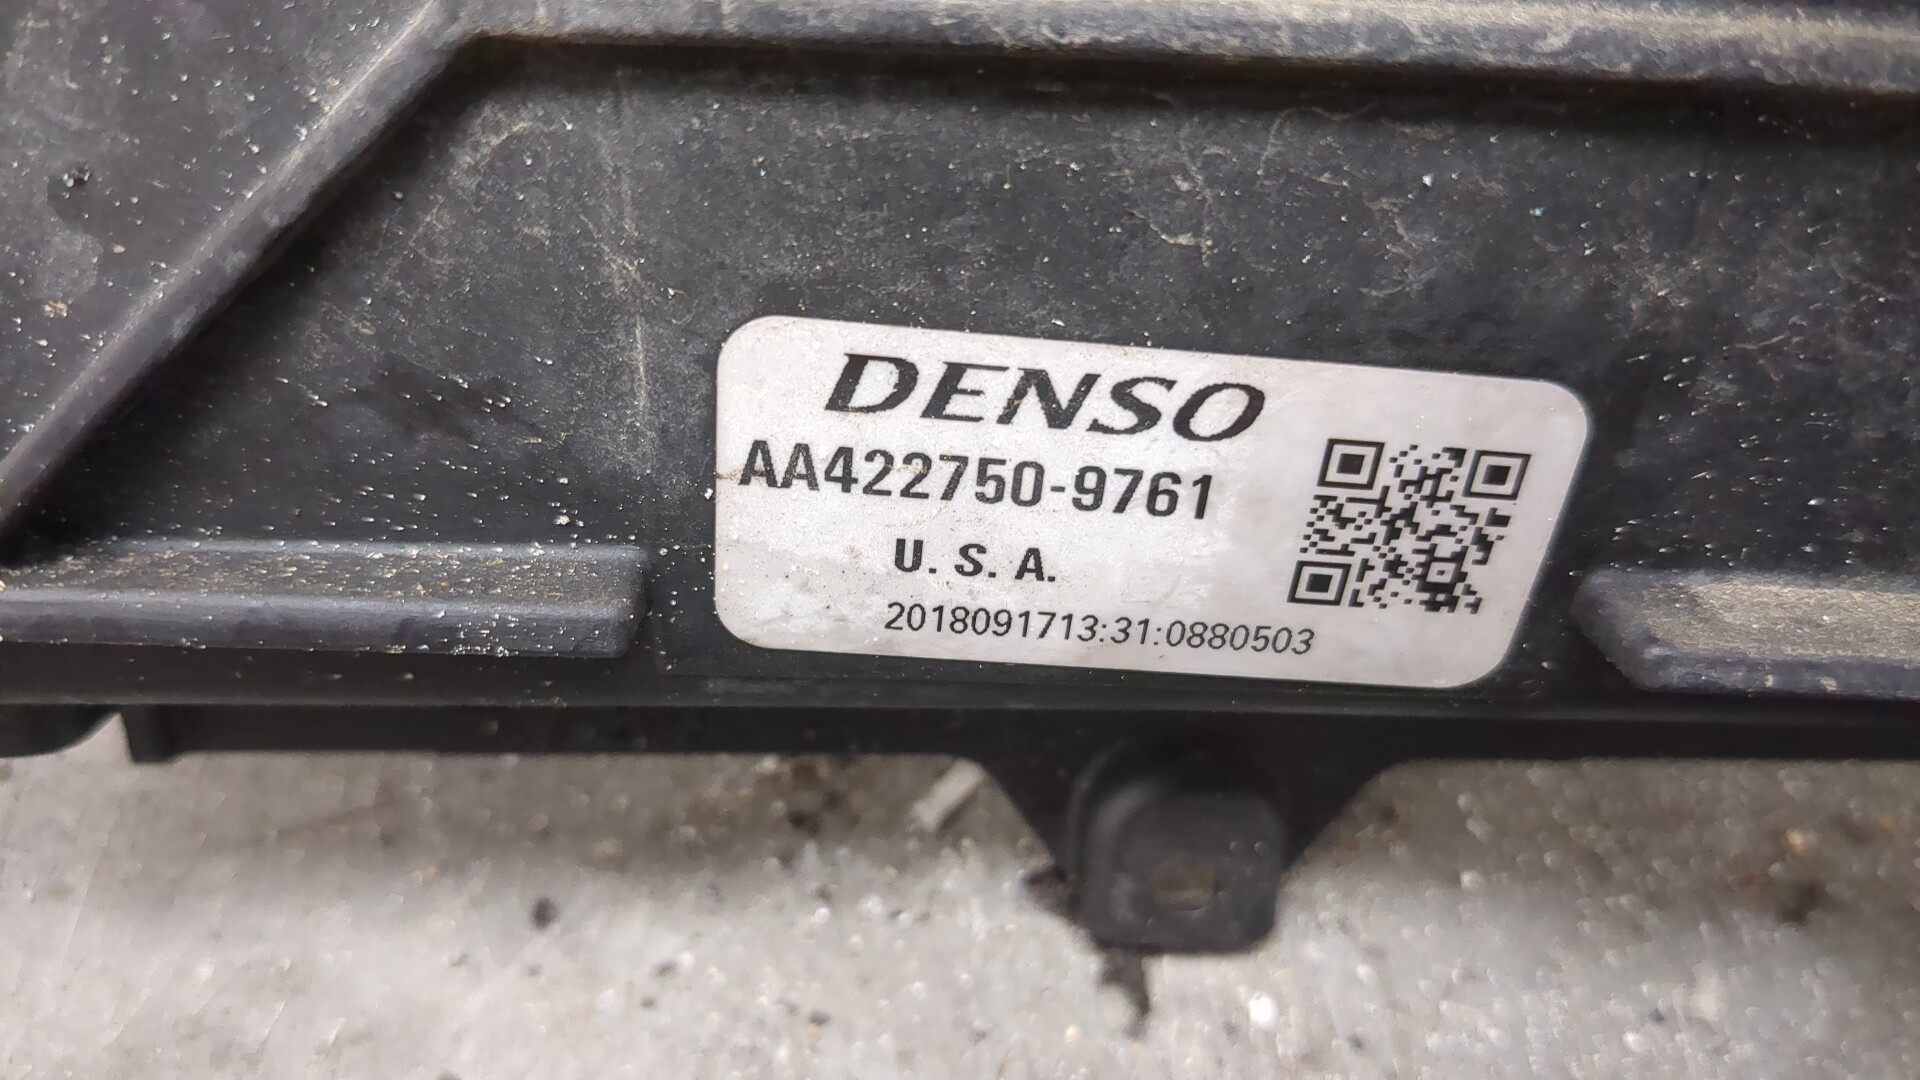 DENSO
AA422750-9761
U. S. A.
2018091713:31:0880503